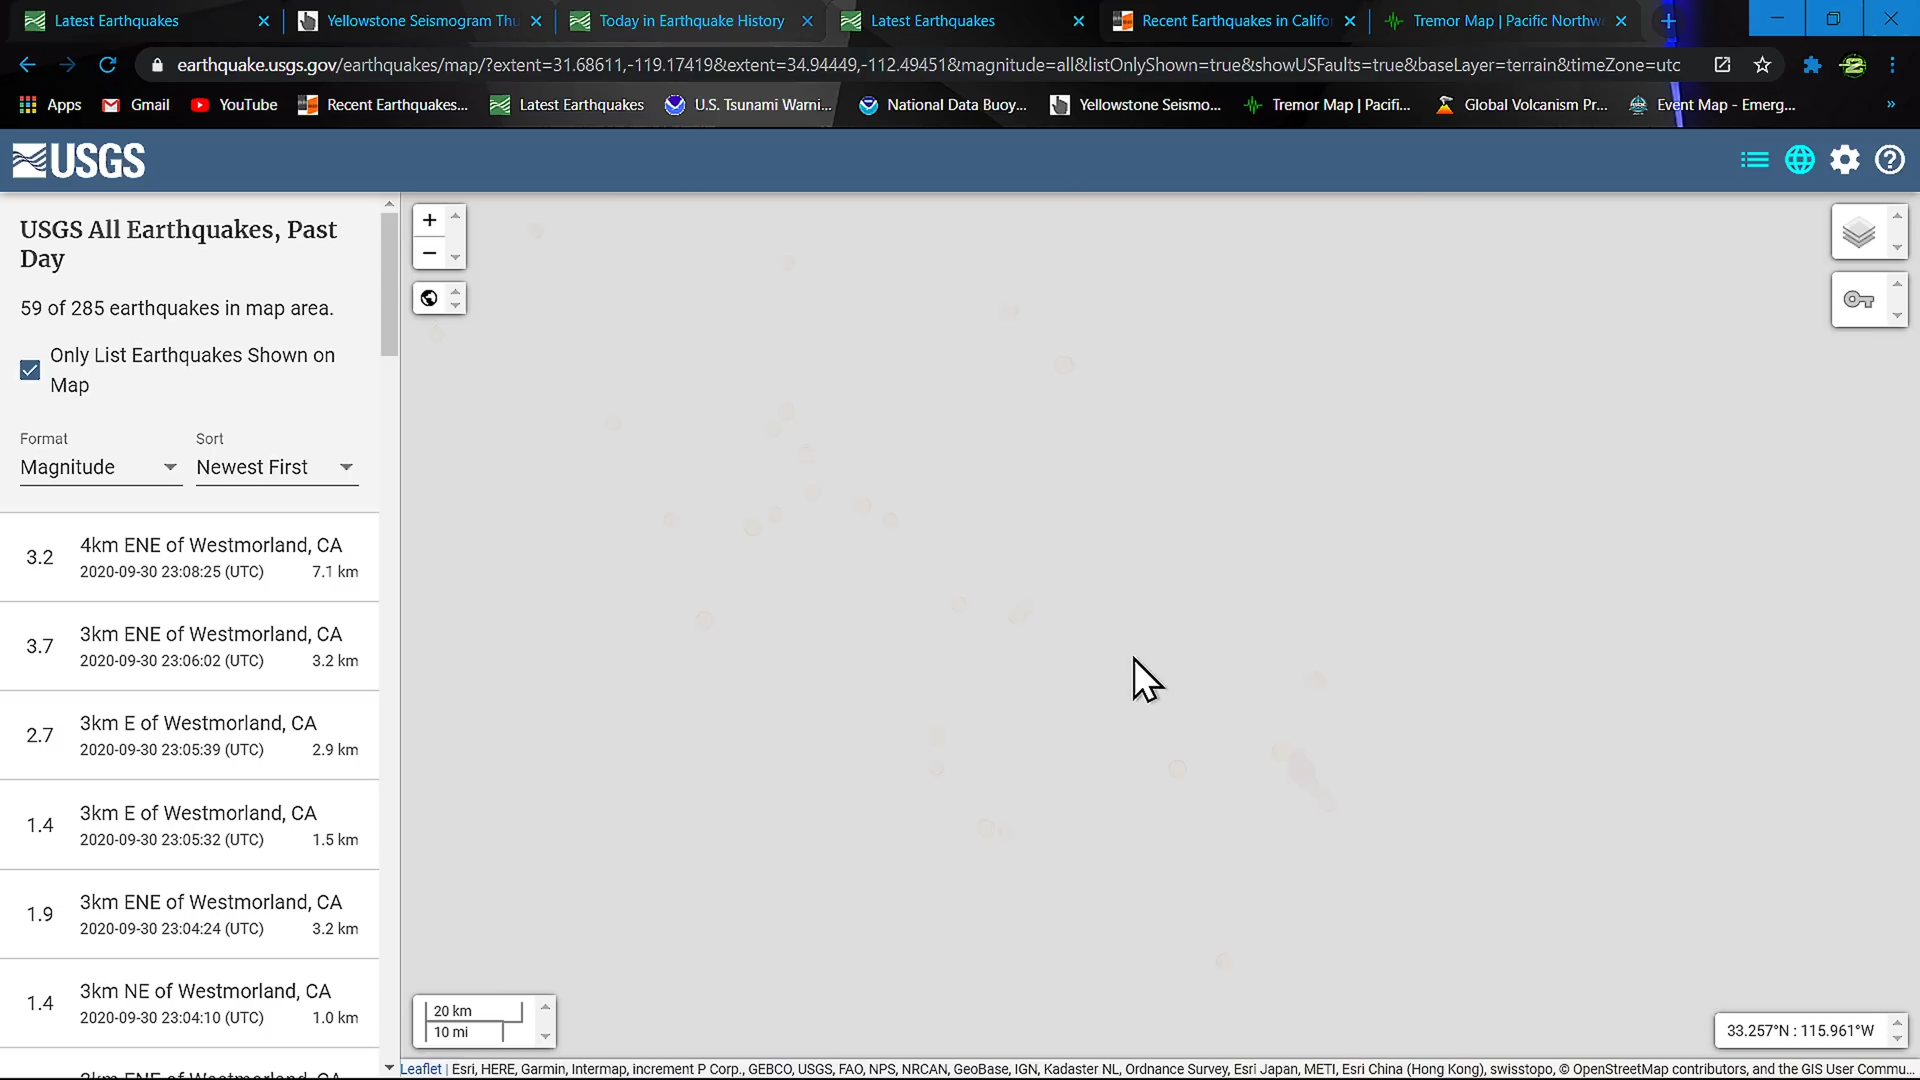 Latest Earthquakes
Yellowstone Seismogram Thu
Today in Earthquake History
Latest Earthquakes
Recent Earthquakes in Califo
Tremor Map | Pacific Northw
earthquake.usgs.gov/earthquakes/map/?extent=31.68611,-119.17419&extent=34.94449,-112.49451&magnitude=all&listOnlyShown=true&showUSFaults=true&baseLayer=terrain&timeZone=utc
Apps
Gmail
YouTube
Recent Earthquakes...
Latest Earthquakes
U.S. Tsunami Warni...
National Data Buoy...
Yellowstone Seismo...
Tremor Map | Pacifi...
Global Volcanism Pr...
Event Map - Emerg...
»
USGS
USGS All Earthquakes, Past
Day
59 of 285 earthquakes in map area.
Only List Earthquakes Shown on
Map
Format
Sort
Magnitude
Newest First
3.2
4km ENE of Westmorland, CA
2020-09-30 23:08:25 (UTC)
7.1 km
3.7
3km ENE of Westmorland, CA
2020-09-30 23:06:02 (UTC)
3.2 km
2.7
3km E of Westmorland, CA
2020-09-30 23:05:39 (UTC)
2.9 km
1.4
3km E of Westmorland, CA
2020-09-30 23:05:32 (UTC)
1.5 km
1.9
3km ENE of Westmorland, CA
2020-09-30 23:04:24 (UTC)
3.2 km
1.4
3km NE of Westmorland, CA
2020-09-30 23:04:10 (UTC)
1.0 km
3km ENE of Westmorland, CA
+
−
20 km
10 mi
33.257°N : 115.961°W
Leaflet | Esri, HERE, Garmin, Intermap, increment P Corp., GEBCO, USGS, FAO, NPS, NRCAN, GeoBase, IGN, Kadaster NL, Ordnance Survey, Esri Japan, METI, Esri China (Hong Kong), swisstopo, © OpenStreetMap contributors, and the GIS User Commu...